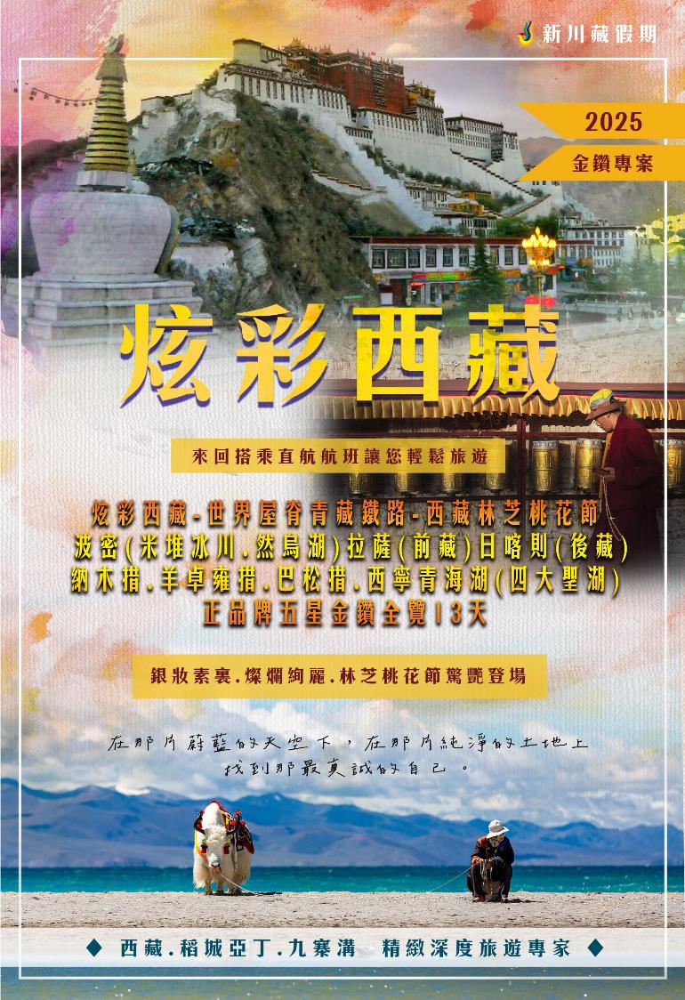 新川藏假期
2025
金鑽專案
炫彩西藏
來回搭乘直航航班讓您輕鬆旅遊
炫彩西藏-世界屋脊青藏鐵路-西藏林芝桃花節
波密(米堆冰川.然烏湖)拉薩(前藏)日喀則(後藏)
納木措.羊卓雍措.巴松措.西寧青海湖(四大聖湖)
正品牌五星金鑽全覽13天
銀妝素裏.燦爛絢麗.林芝桃花節驚艷登場
在那片蔚藍的天空下，在那片純淨的土地上
找到那最真誠的自己。
◆ 西藏.稻城亞丁.九寨溝 精緻深度旅遊專家 ◆